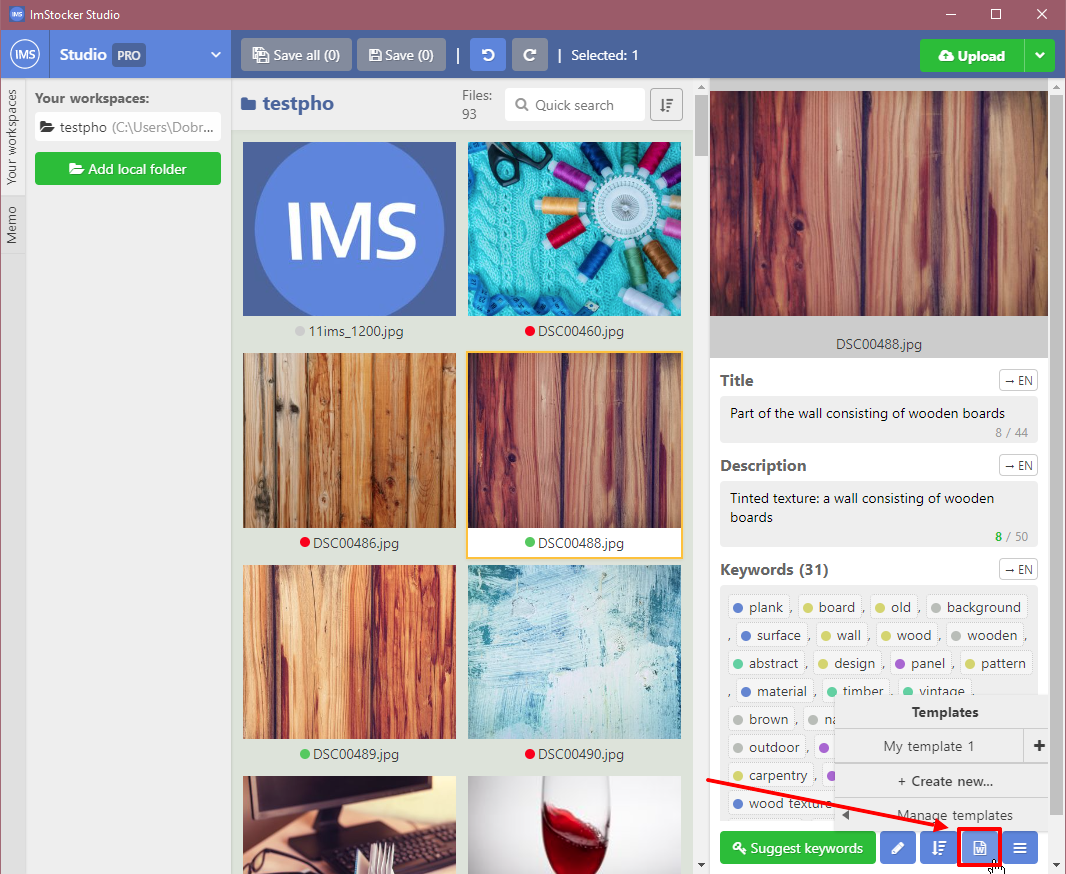 IMS ImStocker Studio
IMS Studio PRO
Save all (0) Save (0) | | Selected: 1
Upload
Your workspaces
Memo
Your workspaces:
testpho (C:\Users\Dobr...
Add local folder
testpho
Files:
93
Quick search
IMS
11ims_1200.jpg
DSC00460.jpg
DSC00486.jpg
DSC00488.jpg
DSC00489.jpg
DSC00490.jpg
DSC00488.jpg
Title → EN
Part of the wall consisting of wooden boards
8 / 44
Description → EN
Tinted texture: a wall consisting of wooden
boards
8 / 50
Keywords (31) → EN
plank , board , old , background
, surface , wall , wood , wooden ,
abstract , design , panel , pattern
, material , timber , vintage ,
brown , na
outdoor ,
carpentry ,
wood texture
Templates
My template 1 +
+ Create new...
Manage templates
Suggest keywords W